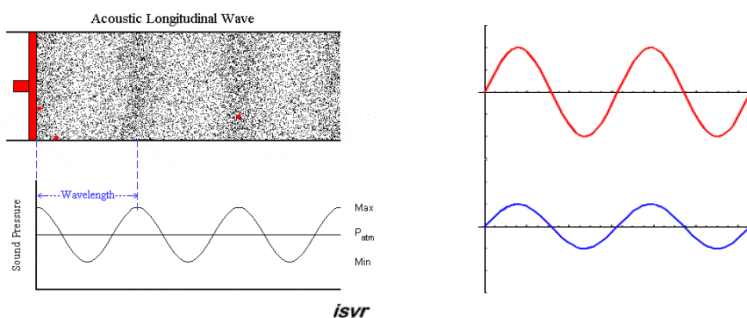 Acoustic Longitudinal Wave
Wavelength
Sound Pressure
Max
Patm
Min
isvr